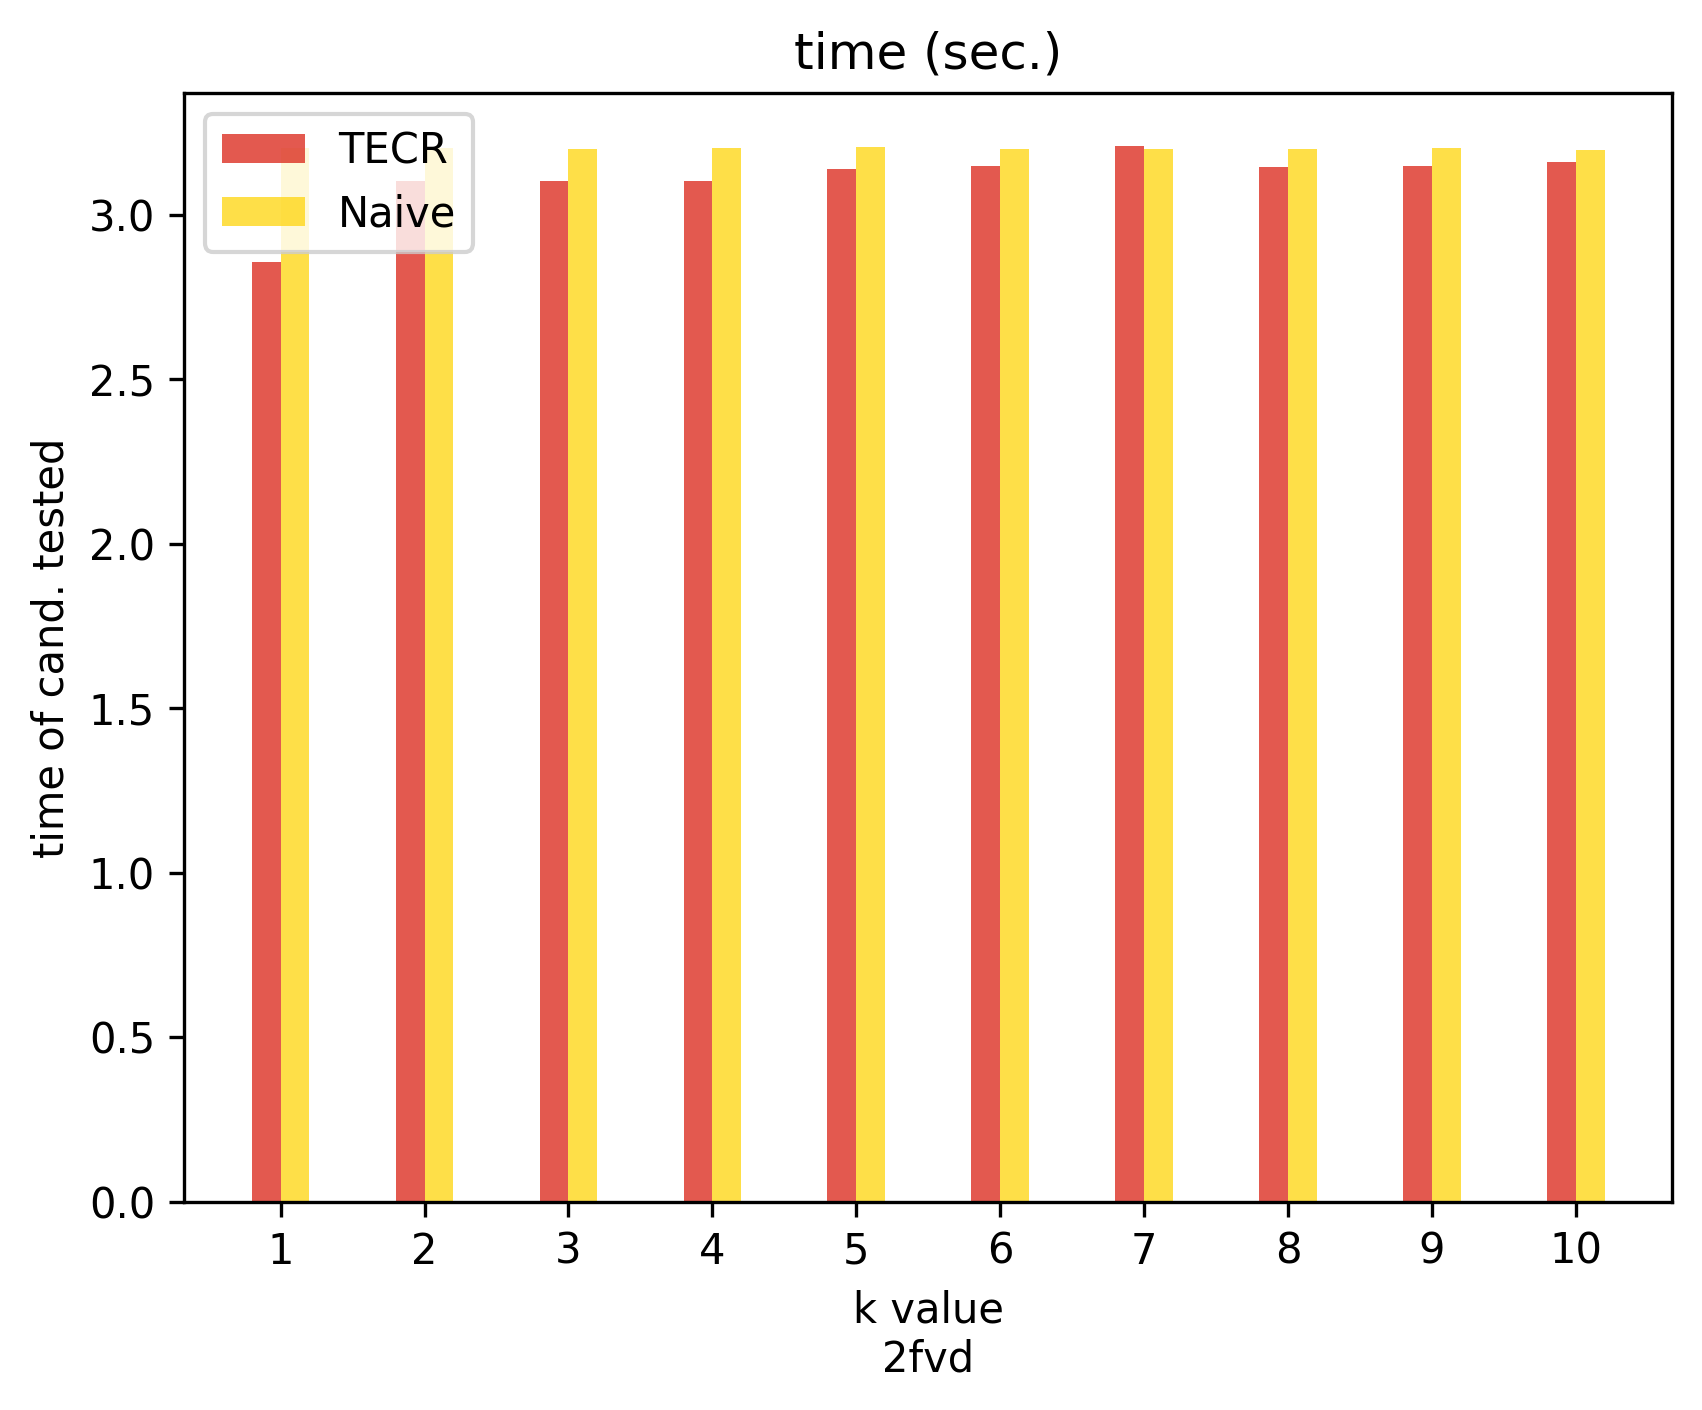 time (sec.)
TECR
Naive
time of cand. tested
3.0
2.5
2.0
1.5
1.0
0.5
0.0
1 2 3 4 5 6 7 8 9 10
k value
2fvd